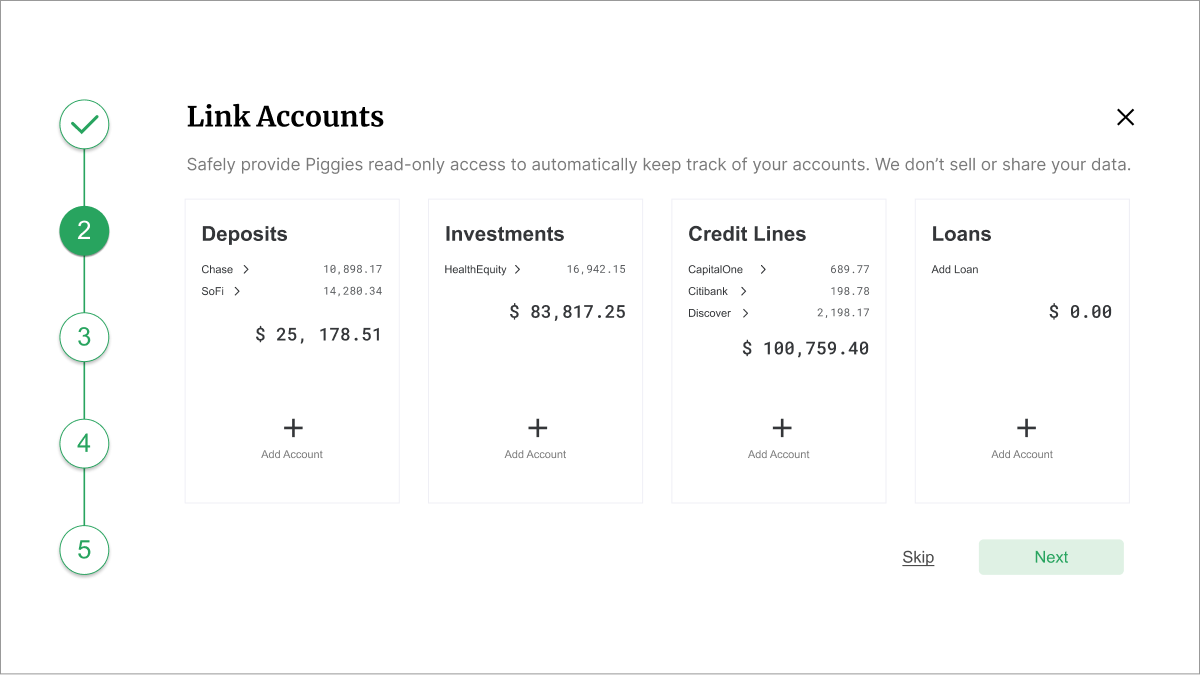 Link Accounts
Safely provide Piggies read-only access to automatically keep track of your accounts. We don’t sell or share your data.
2
3
4
5
Deposits
Chase 10,898.17
SoFi 14,280.34
$ 25, 178.51
Add Account
Investments
HealthEquity 16,942.15
$ 83,817.25
Add Account
Credit Lines
CapitalOne 689.77
Citibank 198.78
Discover 2,198.17
$ 100,759.40
Add Account
Loans
Add Loan
$ 0.00
Add Account
Skip
Next